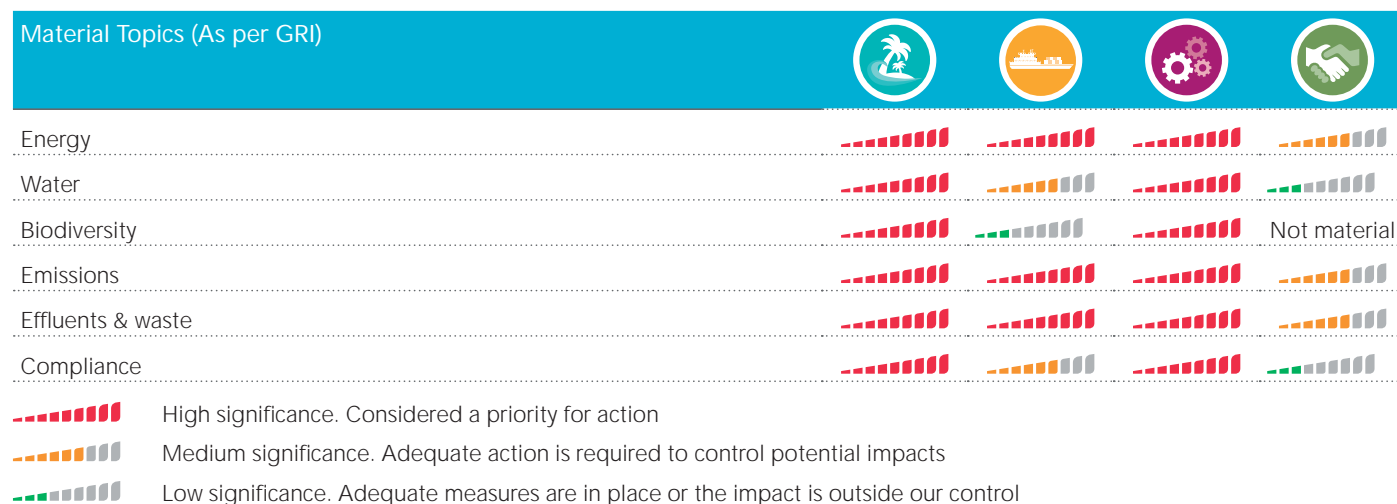 Material Topics (As per GRI)
Energy
Water
Biodiversity Not material
Emissions
Effluents & waste
Compliance
High significance. Considered a priority for action
Medium significance. Adequate action is required to control potential impacts
Low significance. Adequate measures are in place or the impact is outside our control